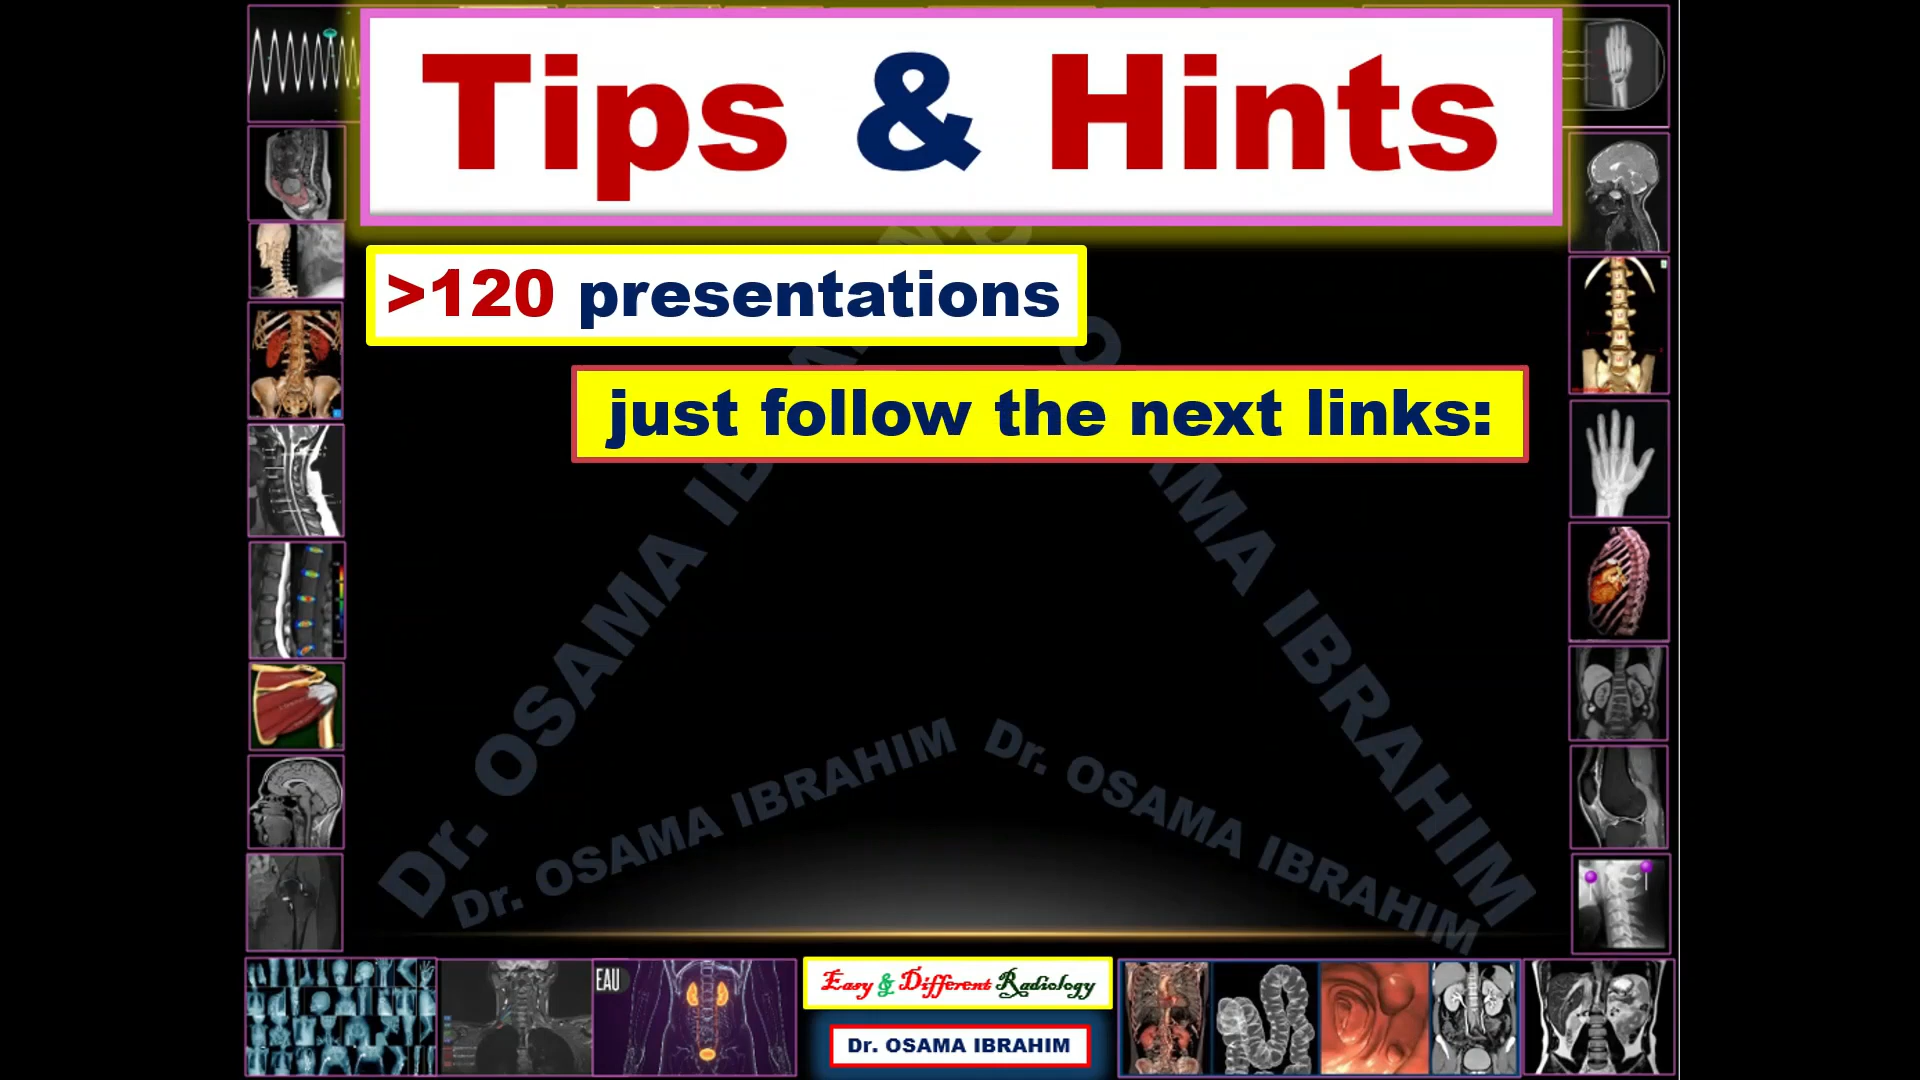 Tips & Hints
>120 presentations
just follow the next links:
Dr. OSAMA IBRAHIM
Dr. OSAMA IBRAHIM
Dr. OSAMA IBRAHIM
Dr. OSAMA IBRAHIM
EAU
Easy & Different Radiology
Dr. OSAMA IBRAHIM